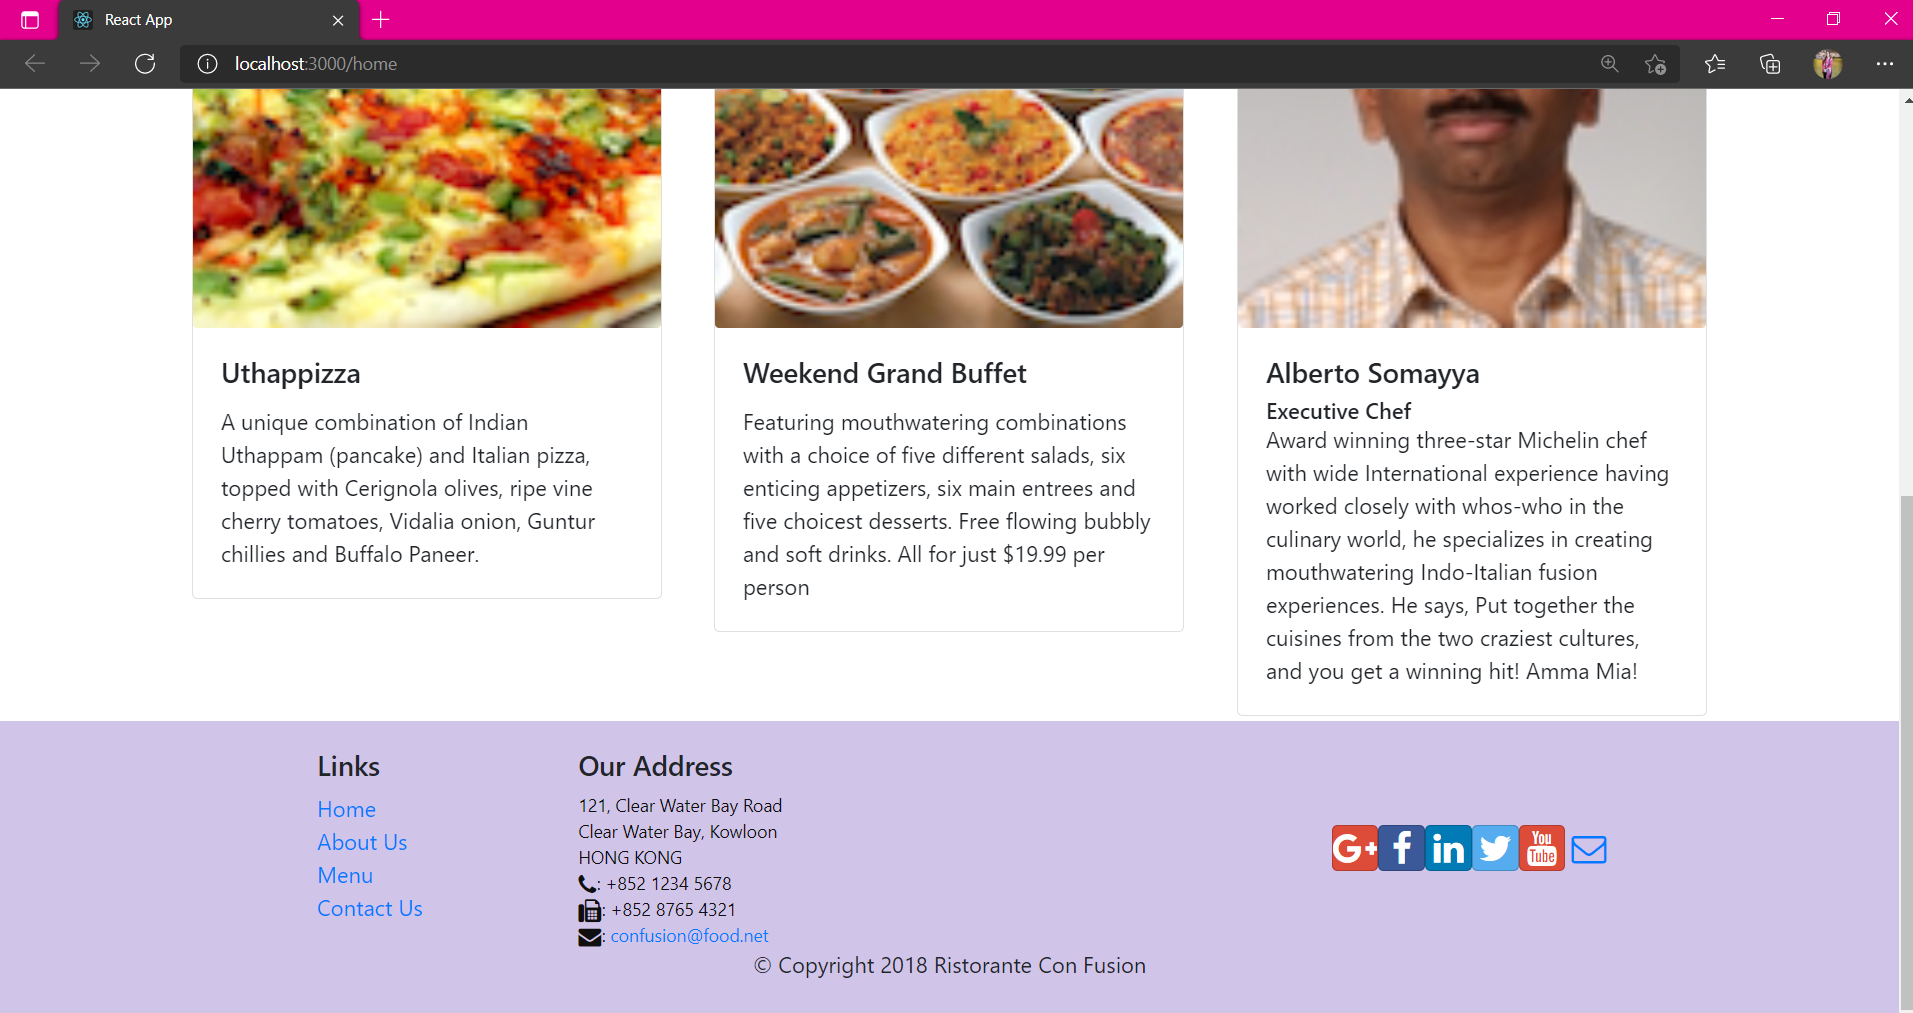 React App
localhost:3000/home
Uthappizza
A unique combination of Indian
Uthappam (pancake) and Italian pizza,
topped with Cerignola olives, ripe vine
cherry tomatoes, Vidalia onion, Guntur
chillies and Buffalo Paneer.
Weekend Grand Buffet
Featuring mouthwatering combinations
with a choice of five different salads, six
enticing appetizers, six main entrees and
five choicest desserts. Free flowing bubbly
and soft drinks. All for just $19.99 per
person
Alberto Somayya
Executive Chef
Award winning three-star Michelin chef
with wide International experience having
worked closely with whos-who in the
culinary world, he specializes in creating
mouthwatering Indo-Italian fusion
experiences. He says, Put together the
cuisines from the two craziest cultures,
and you get a winning hit! Amma Mia!
Links
Home
About Us
Menu
Contact Us
Our Address
121, Clear Water Bay Road
Clear Water Bay, Kowloon
HONG KONG
: +852 1234 5678
: +852 8765 4321
: confusion@food.net
G+
f
in
You
Tube
© Copyright 2018 Ristorante Con Fusion